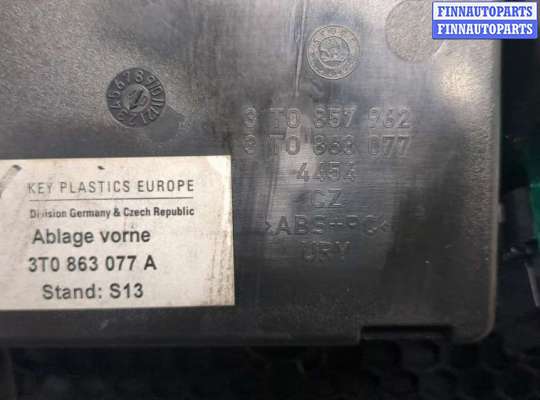 FINNAUTOPARTS
FINNAUTOPARTS
3T0 857 962
3T0 863 077
4454
CZ
>ABS+PC<
KEY PLASTICS EUROPE
Division Germany & Czech Republic
Ablage vorne
3T0 863 077 A
Stand: S13